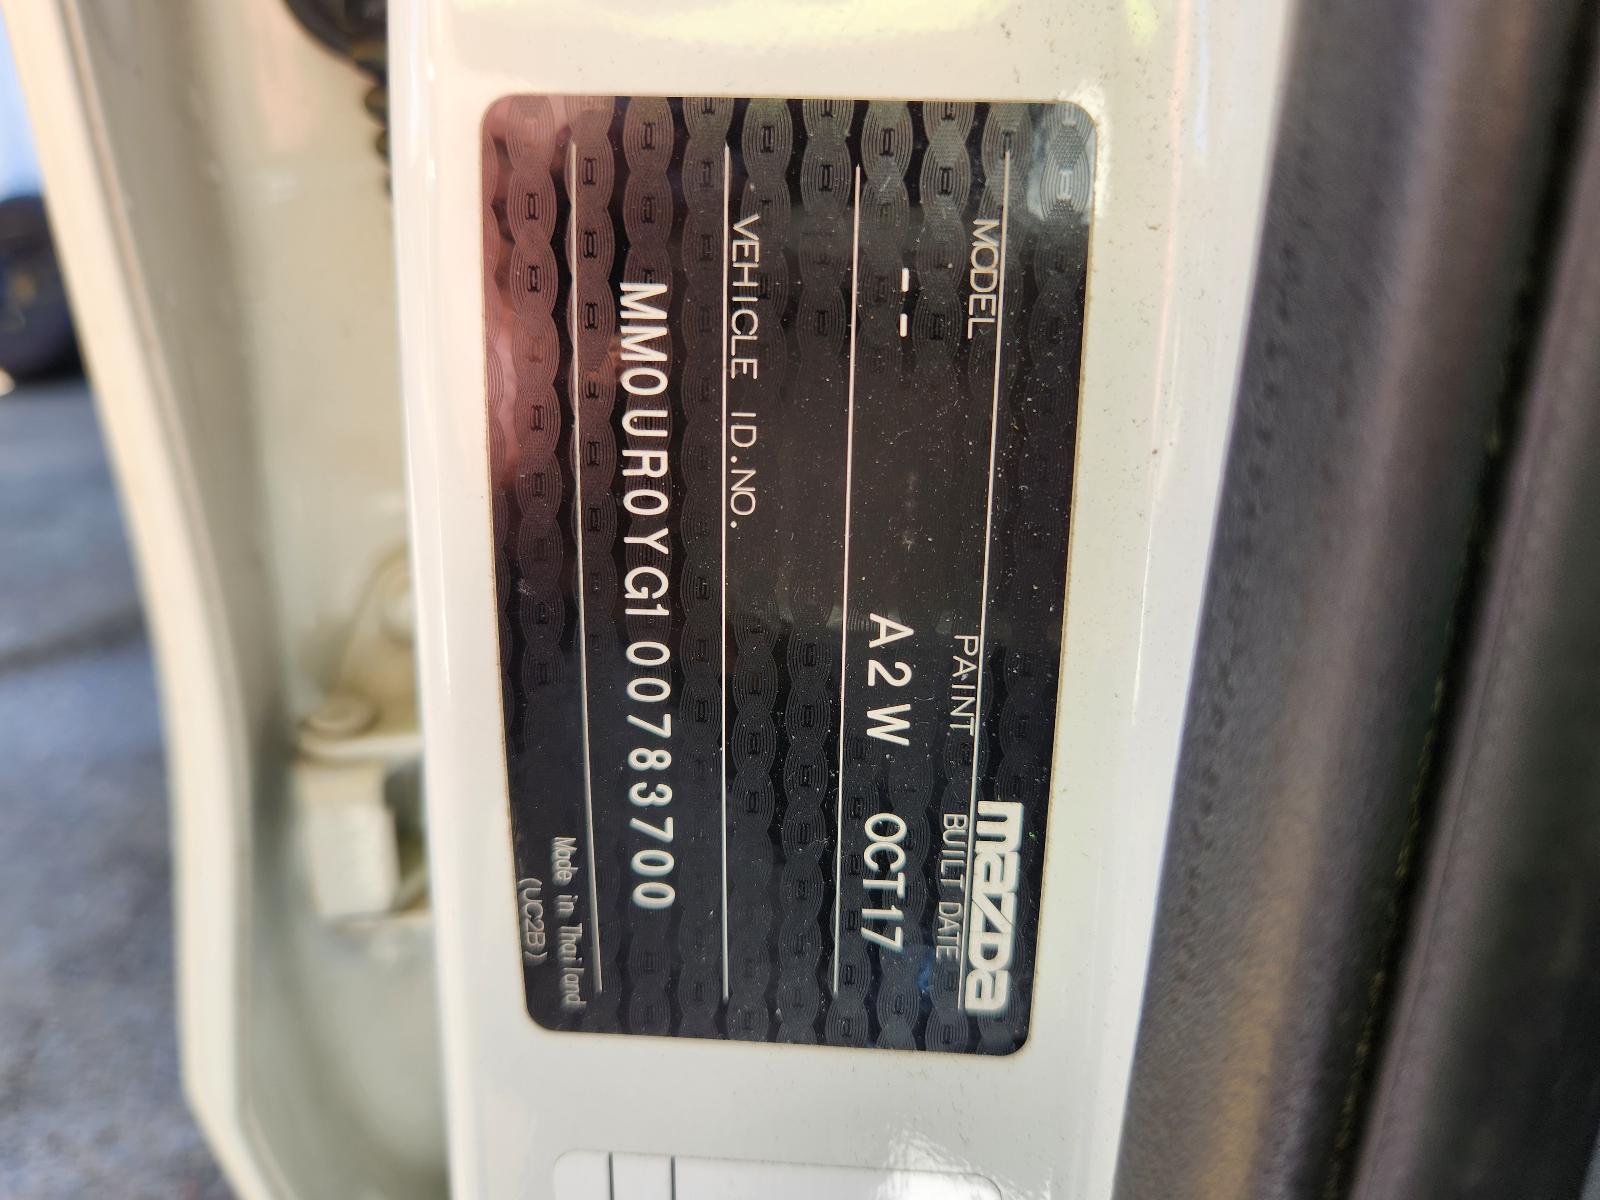 mazda
MODEL PAINT BUILT DATE
-- A2W OCT17
VEHICLE ID.NO.
MM0UR0YG100783700
Made in Thailand
(UC2B)